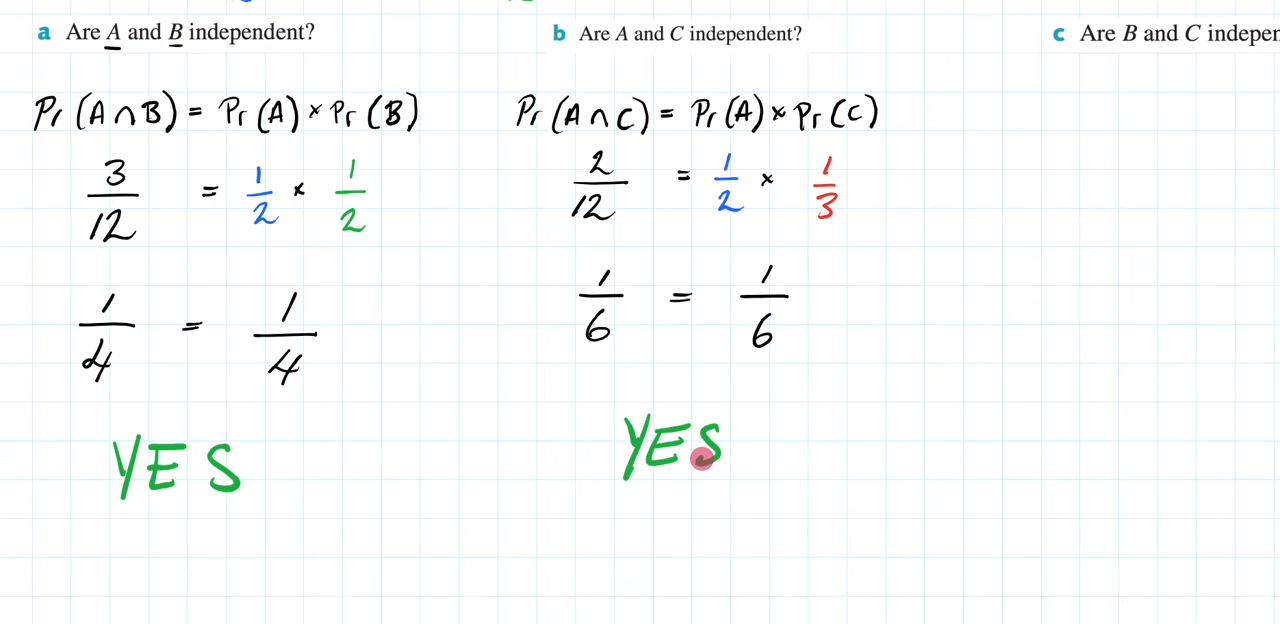 a Are A and B independent?
Pr (A ∩ B) = Pr (A) × Pr (B)
3/12 = 1/2 × 1/2
1/4 = 1/4
YES
b Are A and C independent?
Pr (A ∩ C) = Pr (A) × Pr (C)
2/12 = 1/2 × 1/3
1/6 = 1/6
YES
c Are B and C indepen